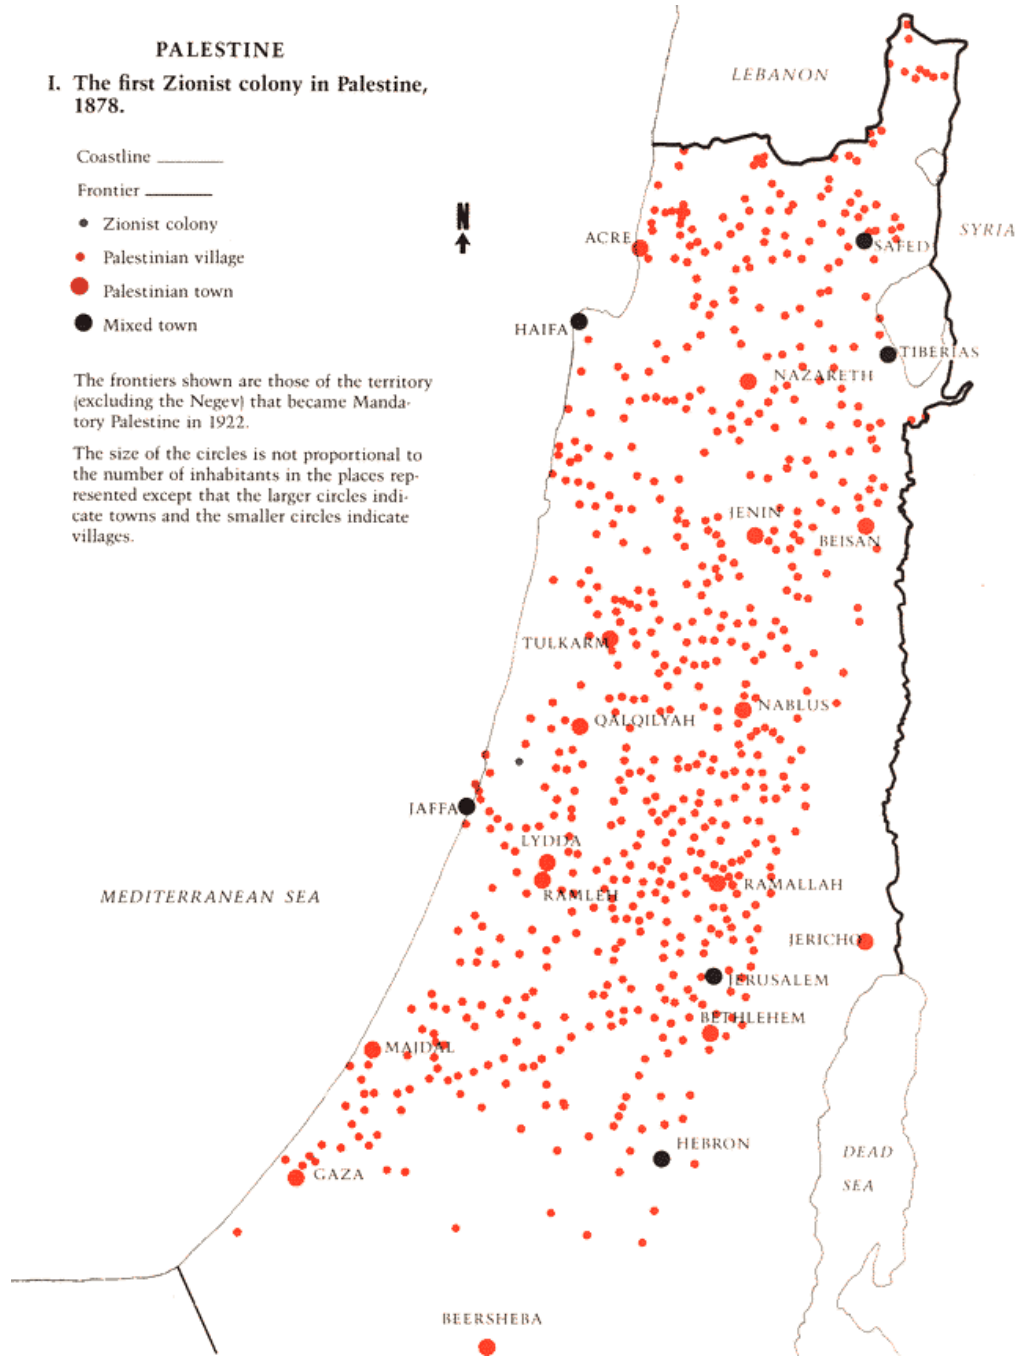 PALESTINE
I. The first Zionist colony in Palestine,
1878.
Coastline
Frontier
Zionist colony
Palestinian village
Palestinian town
Mixed town
The frontiers shown are those of the territory
(excluding the Negev) that became Manda-
tory Palestine in 1922.
The size of the circles is not proportional to
the number of inhabitants in the places rep-
resented except that the larger circles indi-
cate towns and the smaller circles indicate
villages.
N
LEBANON
SYRIA
ACRE
SAFED
HAIFA
TIBERIAS
NAZARETH
JENIN
BEISAN
TULKARM
NABLUS
QALQILYAH
JAFFA
LYDDA
RAMLEH
RAMALLAH
MEDITERRANEAN SEA
JERICHO
JERUSALEM
BETHLEHEM
MAJDAL
HEBRON
DEAD
SEA
GAZA
BEERSHEBA